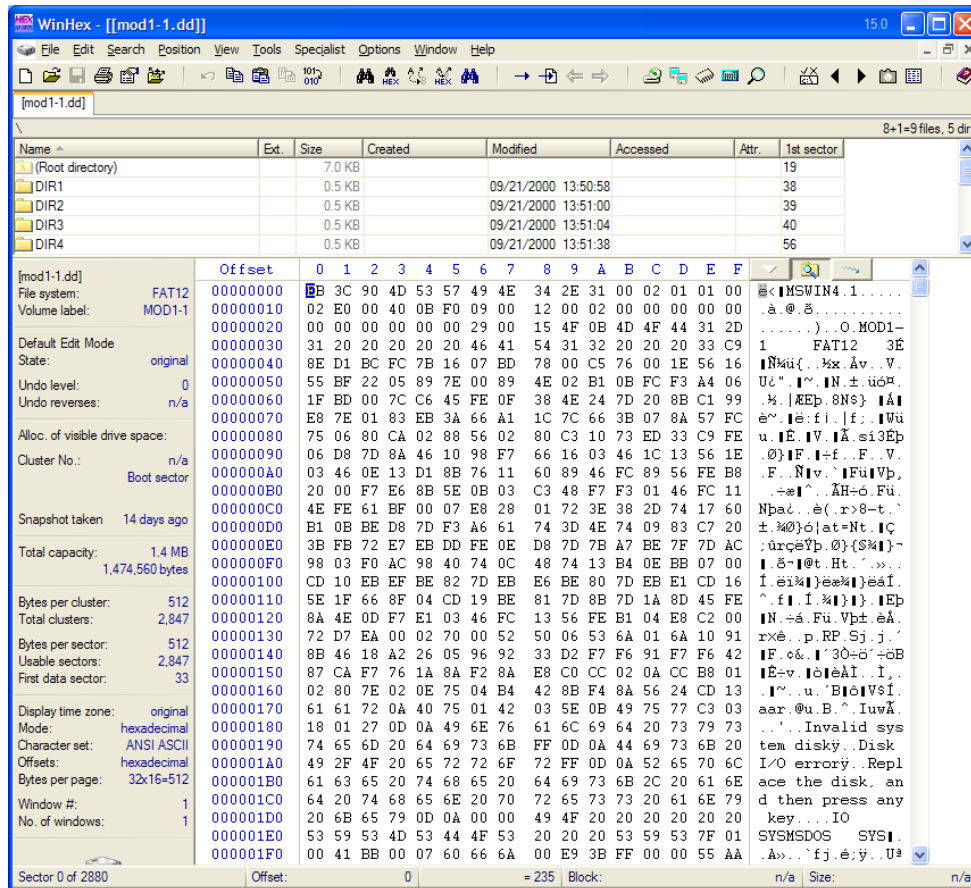 WinHex - [[mod1-1.dd]] 15.0
File Edit Search Position View Tools Specialist Options Window Help
[mod1-1.dd]
\ 8+1=9 files, 5 dir
Name Ext. Size Created Modified Accessed Attr. 1st sector
(Root directory) 7.0 KB 19
DIR1 0.5 KB 09/21/2000 13:50:58 38
DIR2 0.5 KB 09/21/2000 13:51:00 39
DIR3 0.5 KB 09/21/2000 13:51:04 40
DIR4 0.5 KB 09/21/2000 13:51:38 56
[mod1-1.dd]
File system: FAT12
Volume label: MOD1-1
Default Edit Mode
State: original
Undo level: 0
Undo reverses: n/a
Alloc. of visible drive space:
Cluster No.: n/a
Boot sector
Snapshot taken 14 days ago
Total capacity: 1.4 MB
1,474,560 bytes
Bytes per cluster: 512
Total clusters: 2,847
Bytes per sector: 512
Usable sectors: 2,847
First data sector: 33
Display time zone: original
Mode: hexadecimal
Character set: ANSI ASCII
Offsets: hexadecimal
Bytes per page: 32x16=512
Window #: 1
No. of windows: 1
Offset 0 1 2 3 4 5 6 7 8 9 A B C D E F
00000000 EB 3C 90 4D 53 57 49 4E 34 2E 31 00 02 01 01 00
00000010 02 E0 00 40 0B F0 09 00 12 00 02 00 00 00 00 00
00000020 00 00 00 00 00 00 29 00 15 4F 0B 4D 4F 44 31 2D
00000030 31 20 20 20 20 20 46 41 54 31 32 20 20 20 33 C9
00000040 8E D1 BC FC 7B 16 07 BD 78 00 C5 76 00 1E 56 16
00000050 55 BF 22 05 89 7E 00 89 4E 02 B1 0B FC F3 A4 06
00000060 1F BD 00 7C C6 45 FE 0F 38 4E 24 7D 20 8B C1 99
00000070 E8 7E 01 83 EB 3A 66 A1 1C 7C 66 3B 07 8A 57 FC
00000080 75 06 80 CA 02 88 56 02 80 C3 10 73 ED 33 C9 FE
00000090 06 D8 7D 8A 46 10 98 F7 66 16 03 46 1C 13 56 1E
000000A0 03 46 0E 13 D1 8B 76 11 60 89 46 FC 89 56 FE B8
000000B0 20 00 F7 E6 8B 5E 0B 03 C3 48 F7 F3 01 46 FC 11
000000C0 4E FE 61 BF 00 07 E8 28 01 72 3E 38 2D 74 17 60
000000D0 B1 0B BE D8 7D F3 A6 61 74 3D 4E 74 09 83 C7 20
000000E0 3B FB 72 E7 EB DD FE 0E D8 7D 7B A7 BE 7F 7D AC
000000F0 98 03 F0 AC 98 40 74 0C 48 74 13 B4 0E BB 07 00
00000100 CD 10 EB EF BE 82 7D EB E6 BE 80 7D EB E1 CD 16
00000110 5E 1F 66 8F 04 CD 19 BE 81 7D 8B 7D 1A 8D 45 FE
00000120 8A 4E 0D F7 E1 03 46 FC 13 56 FE B1 04 E8 C2 00
00000130 72 D7 EA 00 02 70 00 52 50 06 53 6A 01 6A 10 91
00000140 8B 46 18 A2 26 05 96 92 33 D2 F7 F6 91 F7 F6 42
00000150 87 CA F7 76 1A 8A F2 8A E8 C0 CC 02 0A CC B8 01
00000160 02 80 7E 02 0E 75 04 B4 42 8B F4 8A 56 24 CD 13
00000170 61 61 72 0A 40 75 01 42 03 5E 0B 49 75 77 C3 03
00000180 18 01 27 0D 0A 49 6E 76 61 6C 69 64 20 73 79 73
00000190 74 65 6D 20 64 69 73 6B FF 0D 0A 44 69 73 6B 20
000001A0 49 2F 4F 20 65 72 72 6F 72 FF 0D 0A 52 65 70 6C
000001B0 61 63 65 20 74 68 65 20 64 69 73 6B 2C 20 61 6E
000001C0 64 20 74 68 65 6E 20 70 72 65 73 73 20 61 6E 79
000001D0 20 6B 65 79 0D 0A 00 00 49 4F 20 20 20 20 20 20
000001E0 53 59 53 4D 53 44 4F 53 20 20 20 53 59 53 7F 01
000001F0 00 41 BB 00 07 60 66 6A 00 E9 3B FF 00 00 55 AA
MSWIN4.1
MOD1-
1 FAT12 3É
Invalid sys
tem diskÿ..Disk
I/O errorÿ..Repl
ace the disk, an
d then press any
key....IO
SYSMSDOS SYS
Sector 0 of 2880 Offset: 0 = 235 Block: n/a Size: n/a